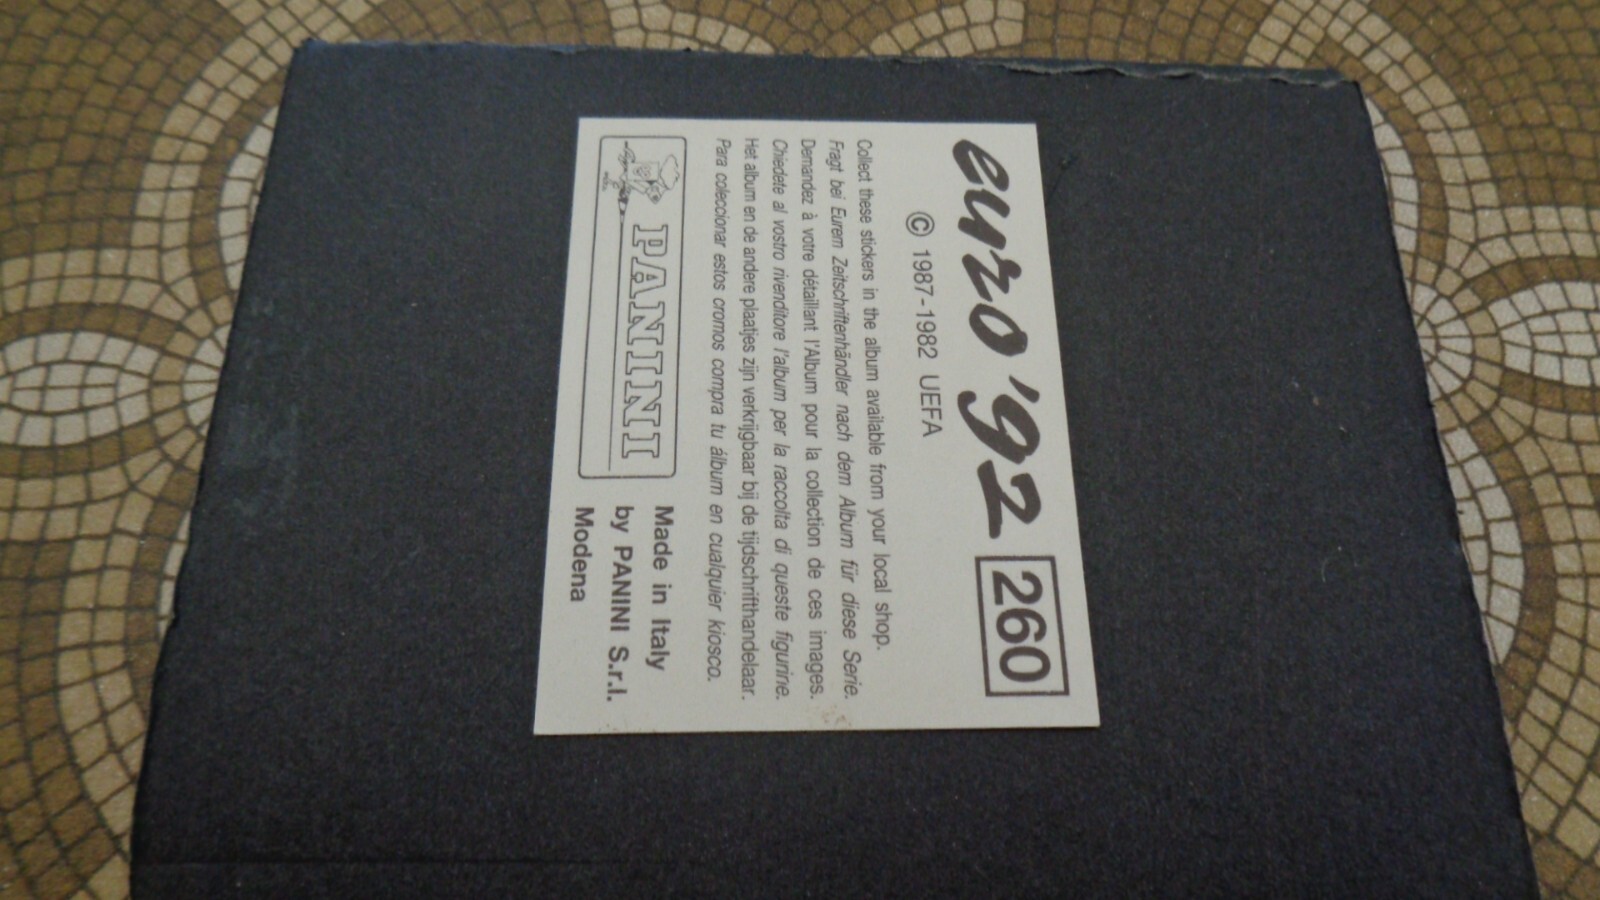 euro '92 260
© 1987-1982 UEFA
Collect these stickers in the album available from your local shop.
Fragt bei Eurem Zeitschriftenhändler nach dem Album für diese Serie.
Demandez à votre détaillant l'Album pour la collection de ces images.
Chiedete al vostro rivenditore l'album per la raccolta di queste figurine.
Het album en de andere plaatjes zijn verkrijgbaar bij de tijdschrifthandelaar.
Para coleccionar estos cromos compra tu álbum en cualquier kiosco.
PANINI
Made in Italy
by PANINI S.r.l.
Modena